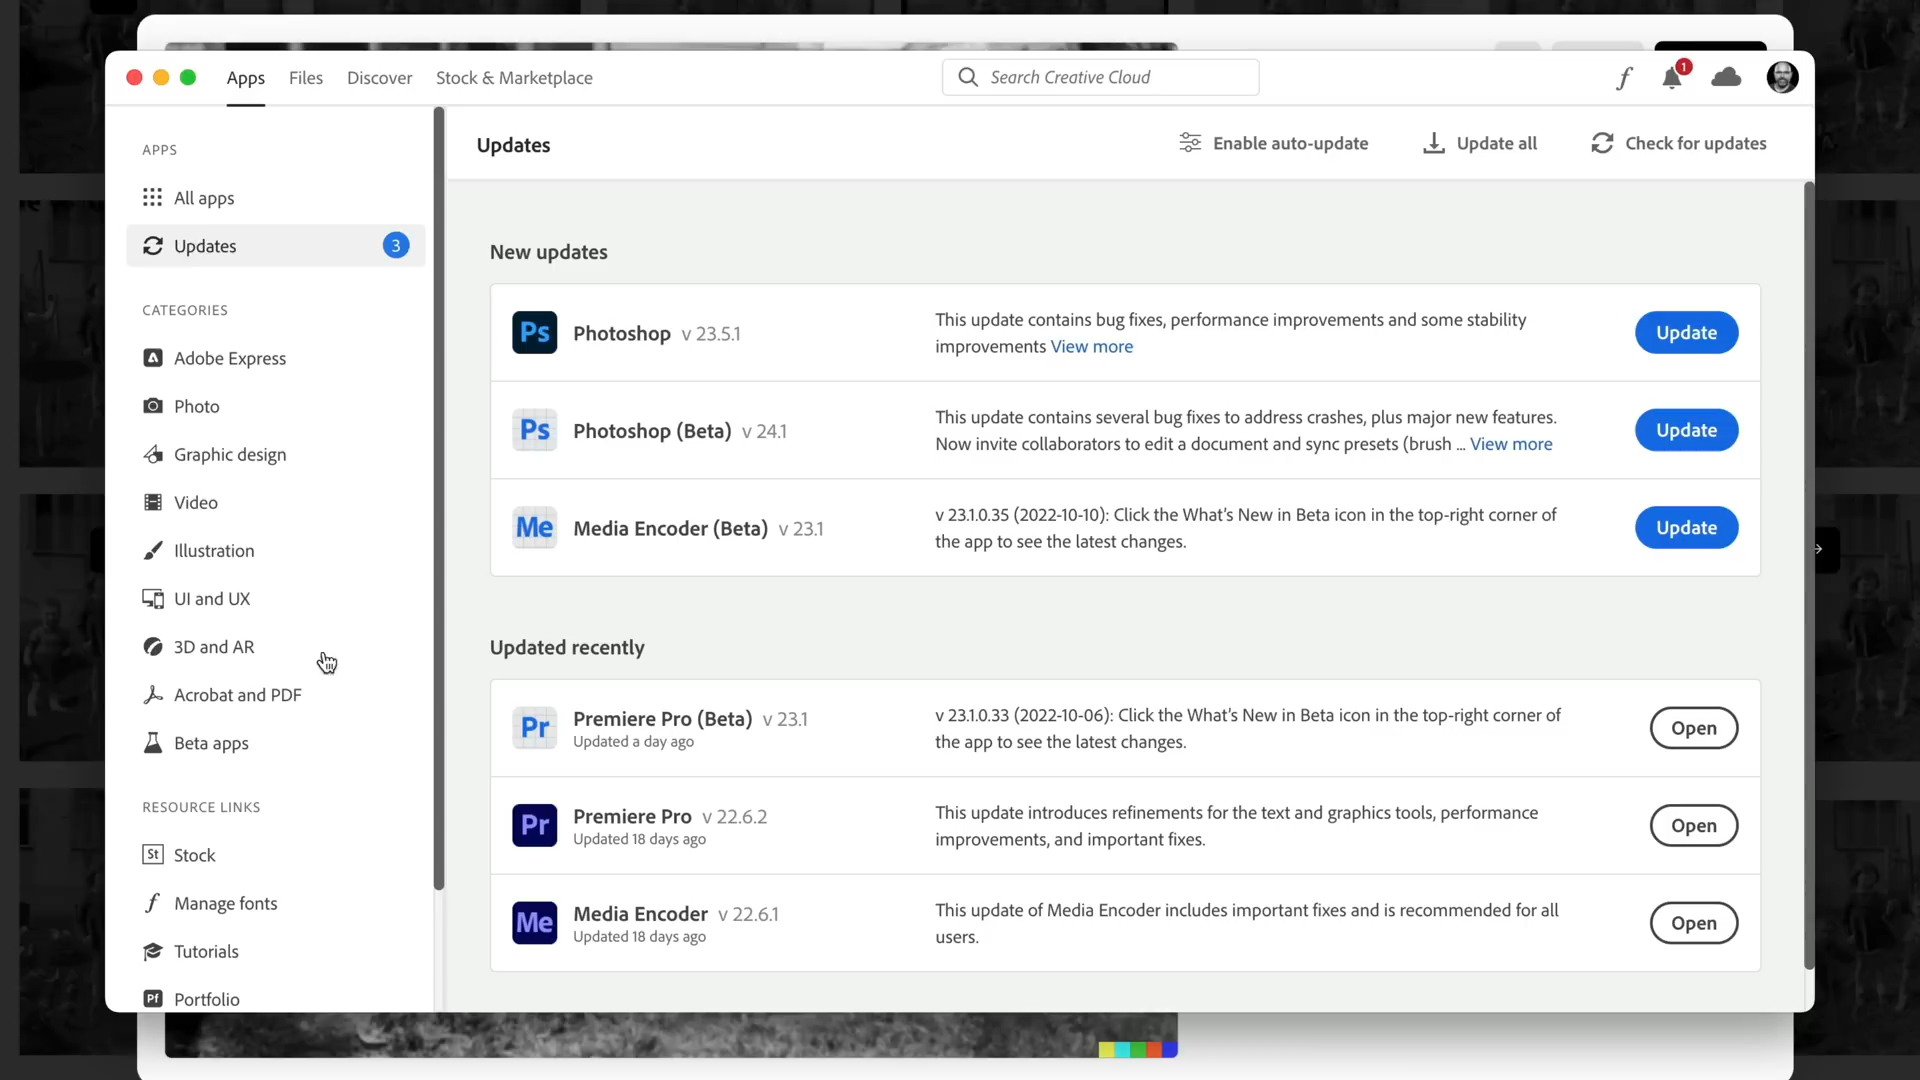 Apps Files Discover Stock & Marketplace
Search Creative Cloud
1
APPS
All apps
Updates 3
CATEGORIES
Adobe Express
Photo
Graphic design
Video
Illustration
UI and UX
3D and AR
Acrobat and PDF
Beta apps
RESOURCE LINKS
St Stock
Manage fonts
Tutorials
Pf Portfolio
Updates
Enable auto-update Update all Check for updates
New updates
Ps Photoshop v 23.5.1
This update contains bug fixes, performance improvements and some stability
improvements View more
Update
Ps Photoshop (Beta) v 24.1
This update contains several bug fixes to address crashes, plus major new features.
Now invite collaborators to edit a document and sync presets (brush ... View more
Update
Me Media Encoder (Beta) v 23.1
v 23.1.0.35 (2022-10-10): Click the What's New in Beta icon in the top-right corner of
the app to see the latest changes.
Update
Updated recently
Pr Premiere Pro (Beta) v 23.1
Updated a day ago
v 23.1.0.33 (2022-10-06): Click the What's New in Beta icon in the top-right corner of
the app to see the latest changes.
Open
Pr Premiere Pro v 22.6.2
Updated 18 days ago
This update introduces refinements for the text and graphics tools, performance
improvements, and important fixes.
Open
Me Media Encoder v 22.6.1
Updated 18 days ago
This update of Media Encoder includes important fixes and is recommended for all
users.
Open